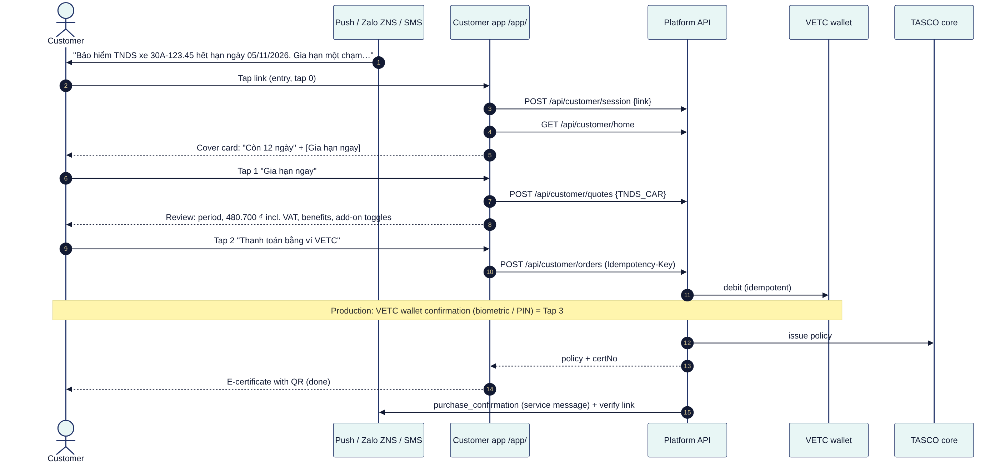 Push / Zalo ZNS / SMS
Customer app /app/
Platform API
VETC wallet
TASCO core
Customer
"Bảo hiểm TNDS xe 30A-123.45 hết hạn ngày 05/11/2026. Gia hạn một chạm…"
1
Tap link (entry, tap 0)
2
POST /api/customer/session {link}
3
GET /api/customer/home
4
Cover card: "Còn 12 ngày" + [Gia hạn ngay]
5
Tap 1 "Gia hạn ngay"
6
POST /api/customer/quotes {TNDS_CAR}
7
Review: period, 480.700 ₫ incl. VAT, benefits, add-on toggles
8
Tap 2 "Thanh toán bằng ví VETC"
9
POST /api/customer/orders (Idempotency-Key)
10
debit (idempotent)
11
Production: VETC wallet confirmation (biometric / PIN) = Tap 3
issue policy
12
policy + certNo
13
E-certificate with QR (done)
14
purchase_confirmation (service message) + verify link
15
Push / Zalo ZNS / SMS
Customer app /app/
Platform API
VETC wallet
TASCO core
Customer